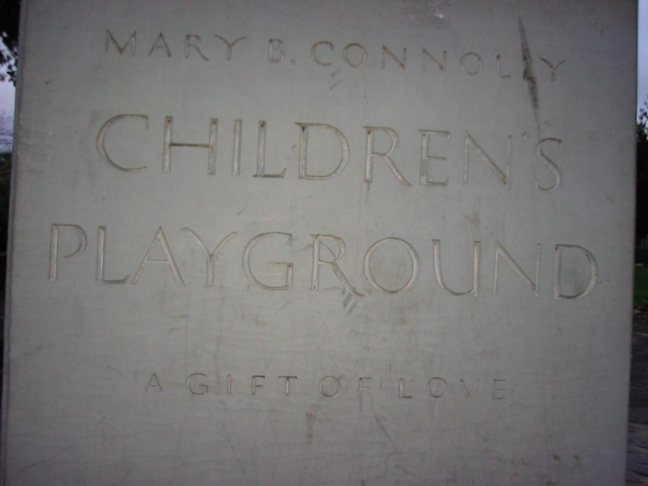 MARY B. CONNOLLY
CHILDREN'S
PLAYGROUND
A GIFT OF LOVE